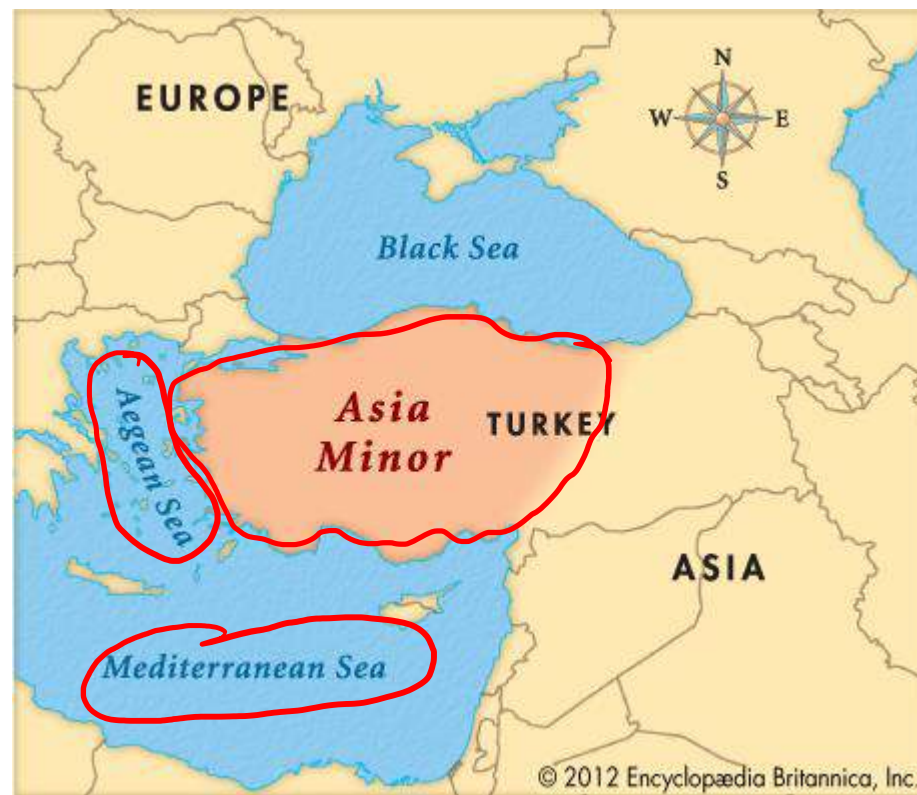 N
EUROPE
W E
S
Black Sea
Asia
Minor
TURKEY
Aegean Sea
ASIA
Mediterranean Sea
© 2012 Encyclopædia Britannica, Inc.